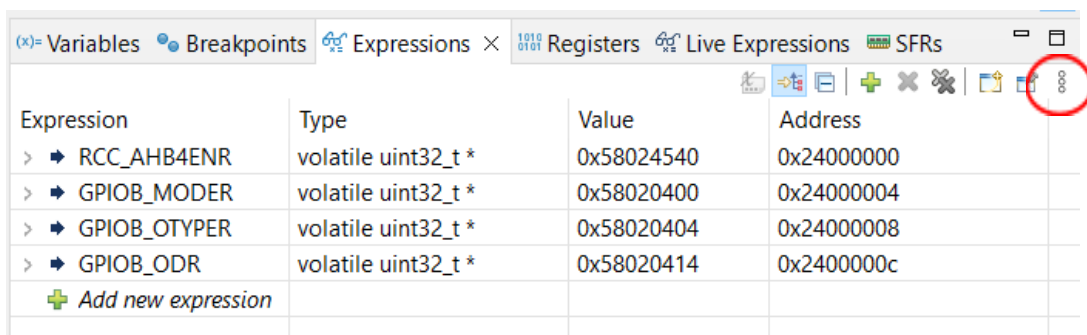 (x)= Variables Breakpoints Expressions × 1010 0101 Registers Live Expressions SFRs
Expression Type Value Address
> RCC_AHB4ENR volatile uint32_t * 0x58024540 0x24000000
> GPIOB_MODER volatile uint32_t * 0x58020400 0x24000004
> GPIOB_OTYPER volatile uint32_t * 0x58020404 0x24000008
> GPIOB_ODR volatile uint32_t * 0x58020414 0x2400000c
Add new expression